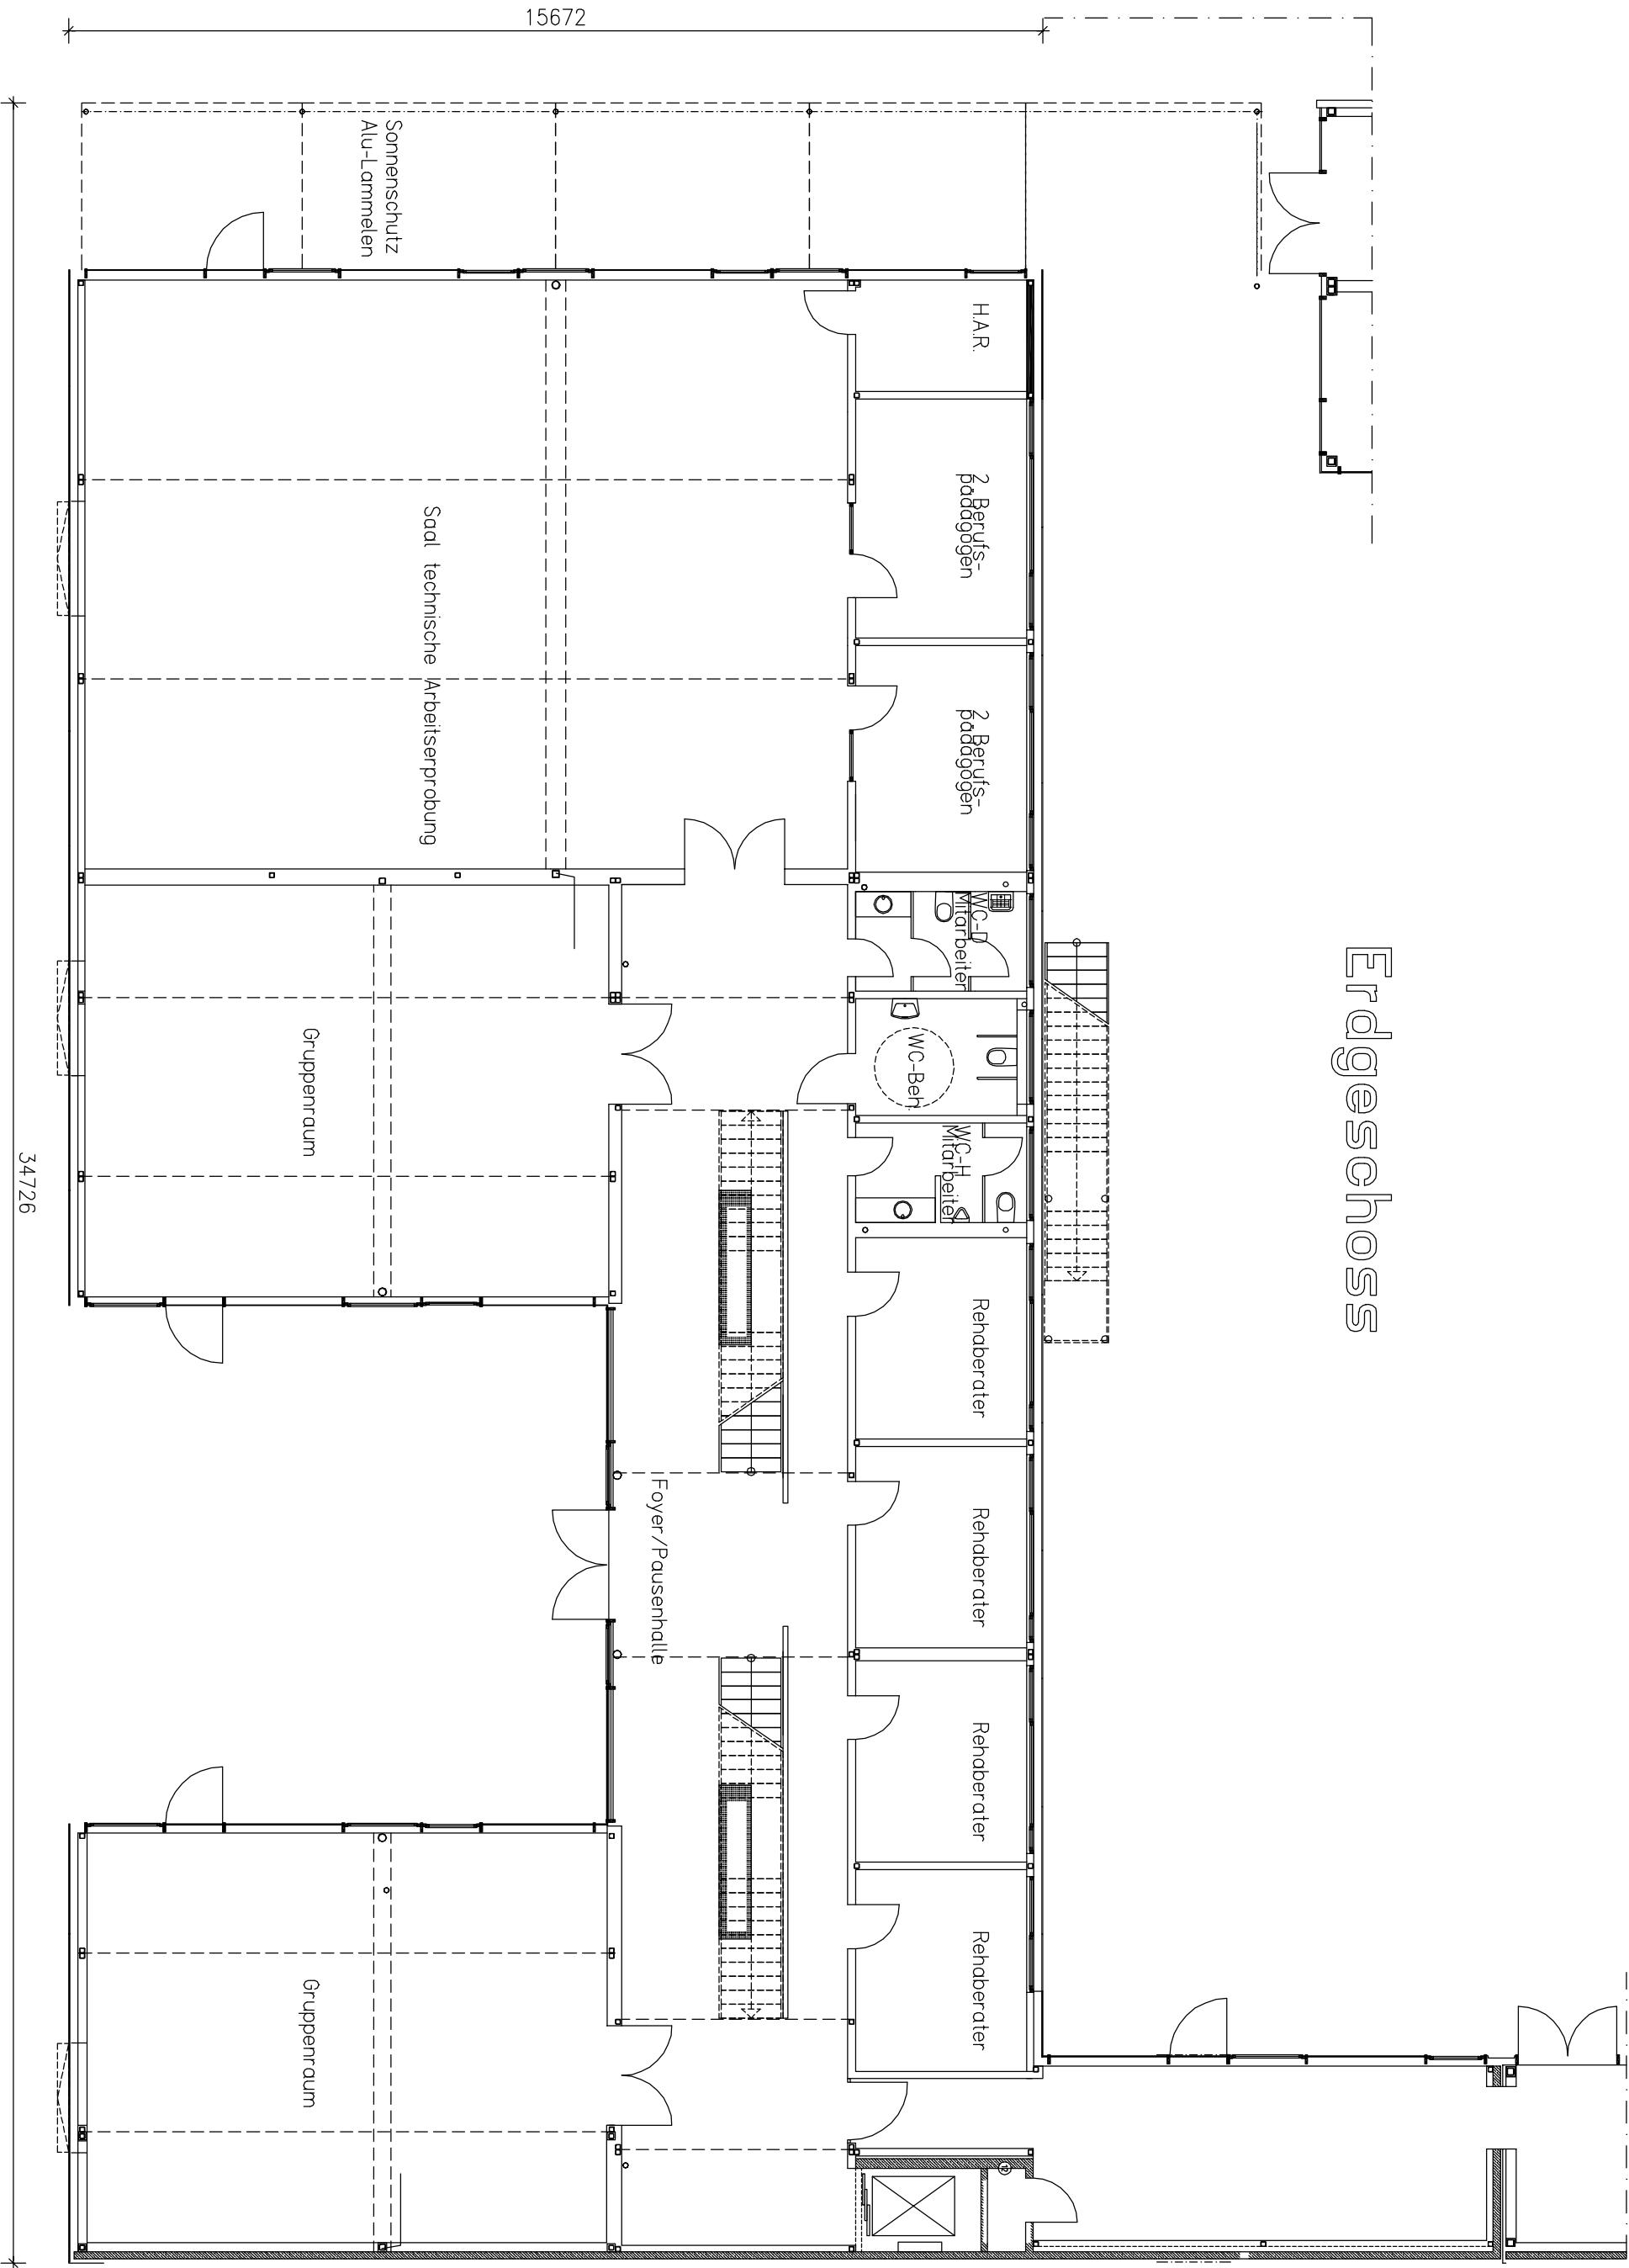 Erdgeschoss
15672
34726
Sonnenschutz
Alu-Lammelen
H.A.R.
2 Berufs-
pädagogen
2 Berufs-
pädagogen
Saal technische Arbeitserprobung
WC-D
Mitarbeiter
WC-Beh.
WC-H
Mitarbeiter
Gruppenraum
Rehaberater
Rehaberater
Foyer/Pausenhalle
Rehaberater
Rehaberater
Gruppenraum